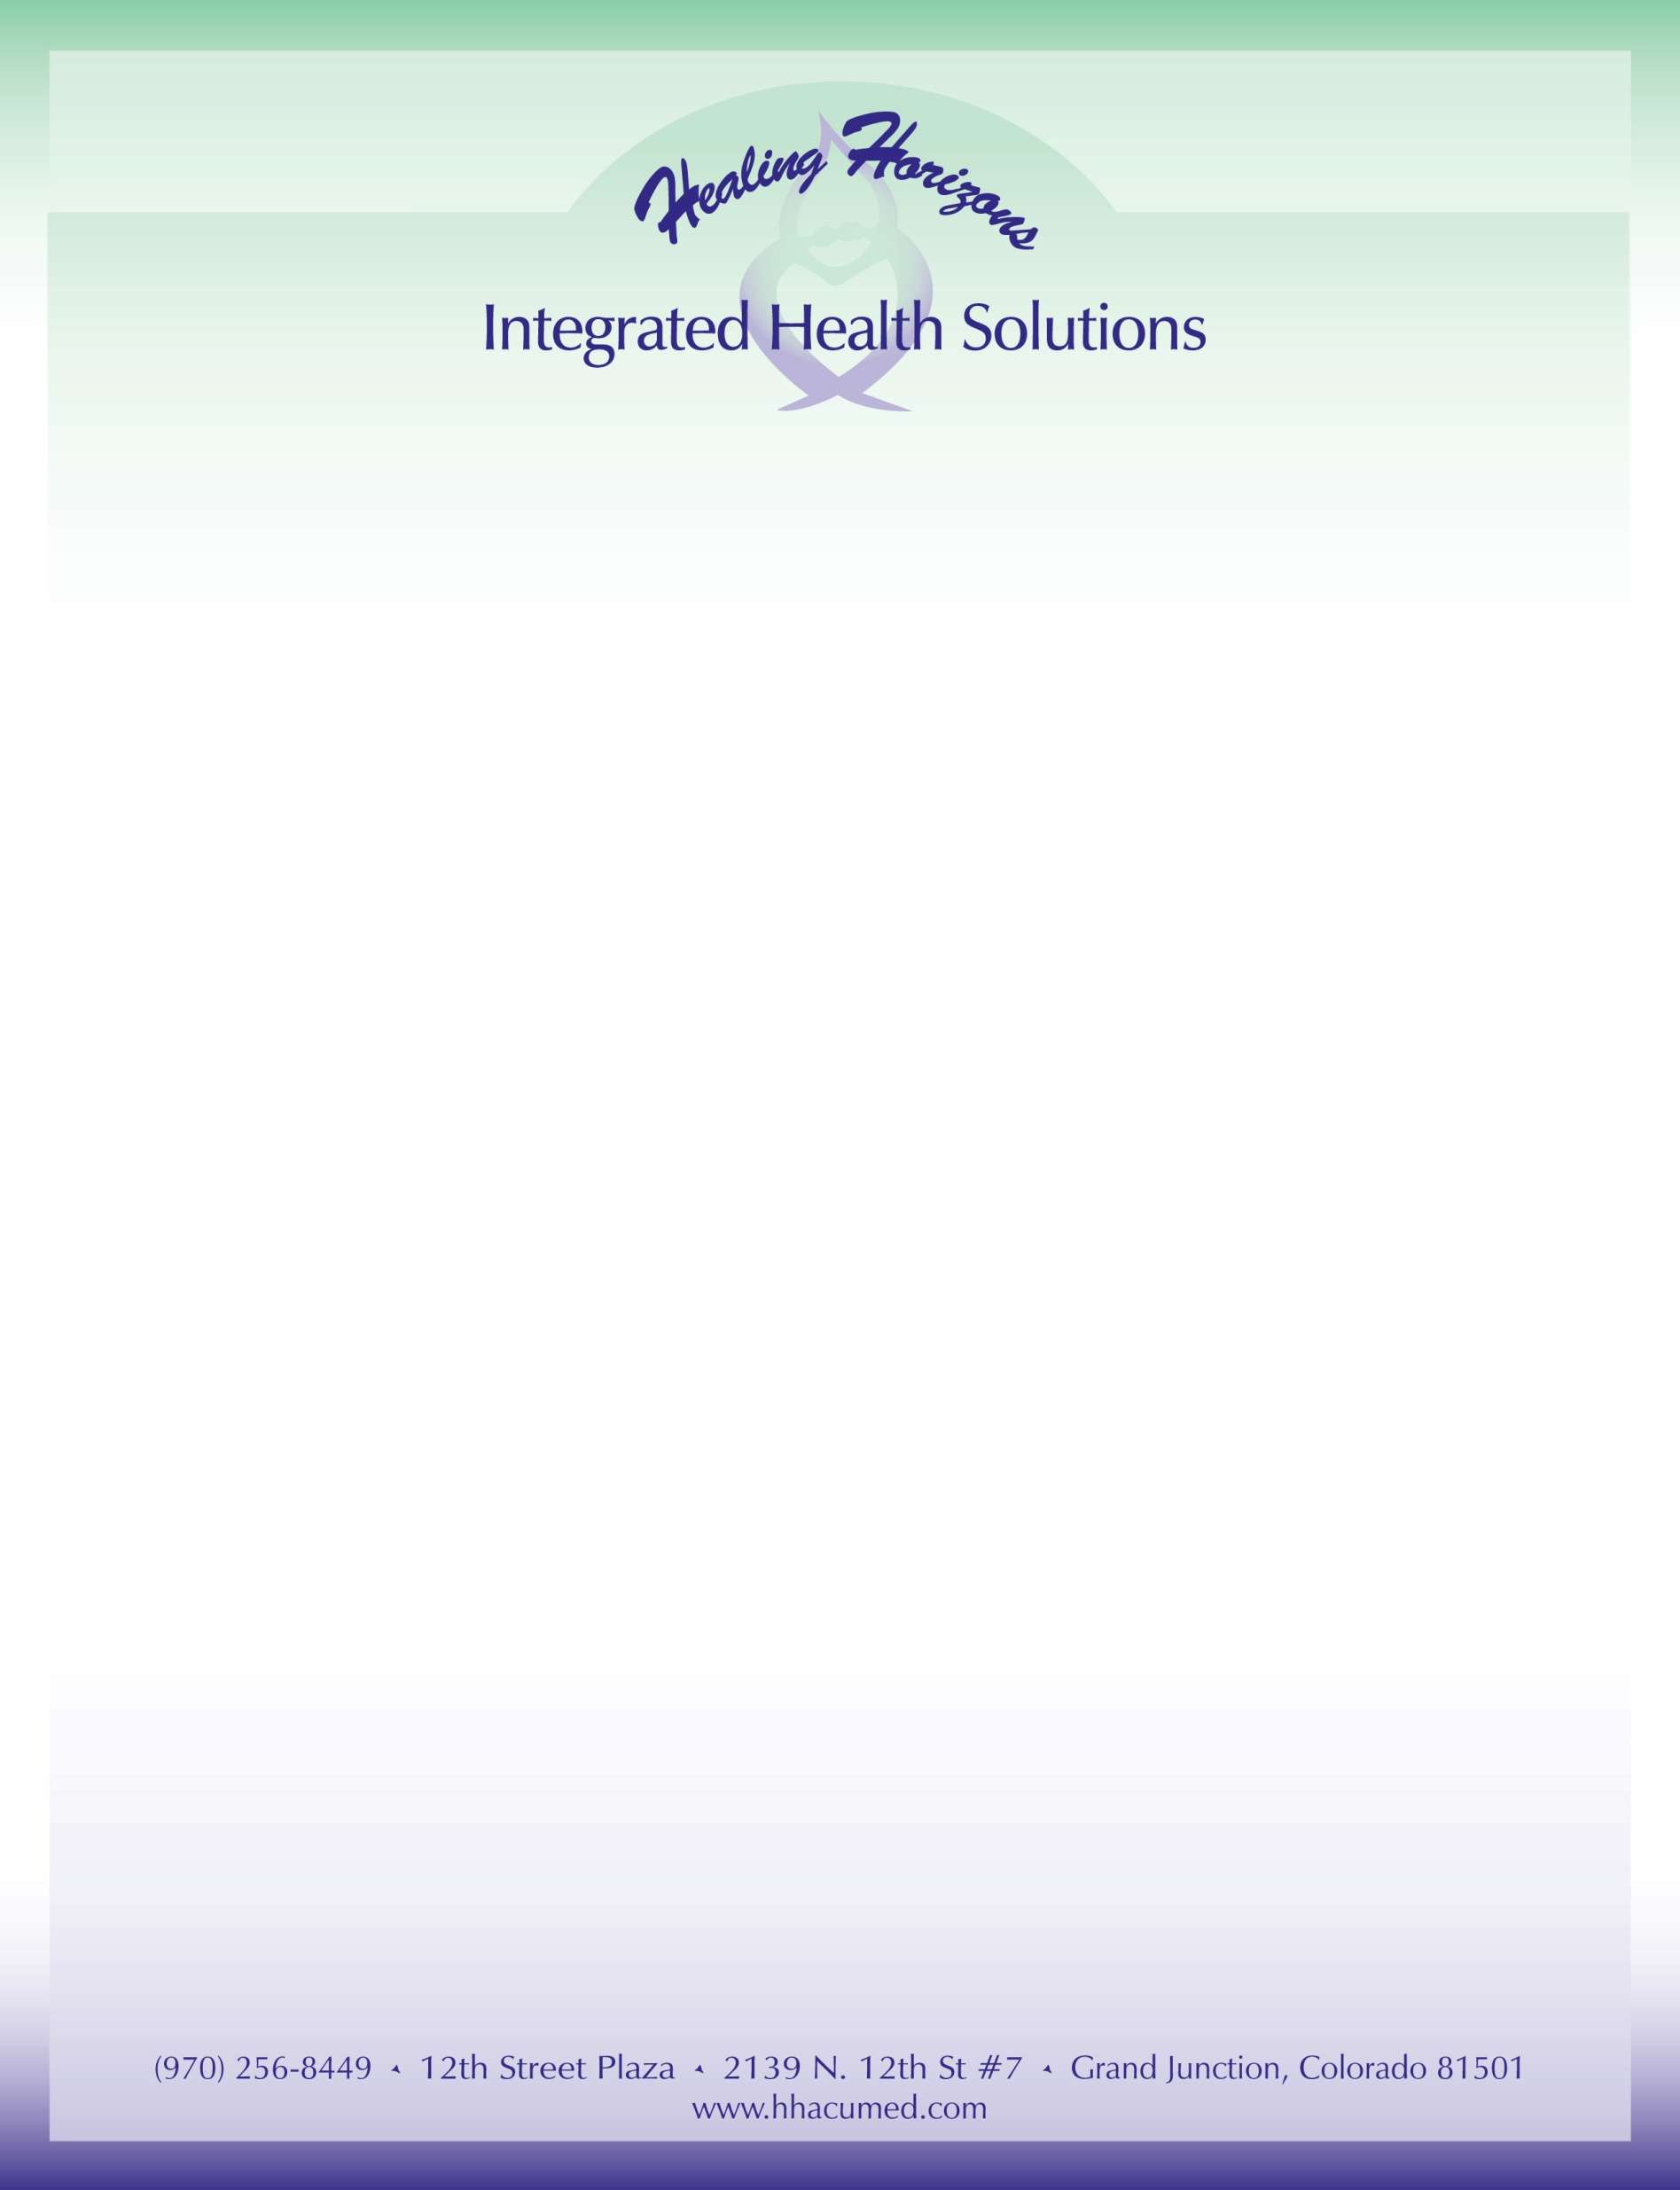 Healing Horizons
Integrated Health Solutions
(970) 256-8449 ▲ 12th Street Plaza ▲ 2139 N. 12th St #7 ▲ Grand Junction, Colorado 81501
www.hhacumed.com